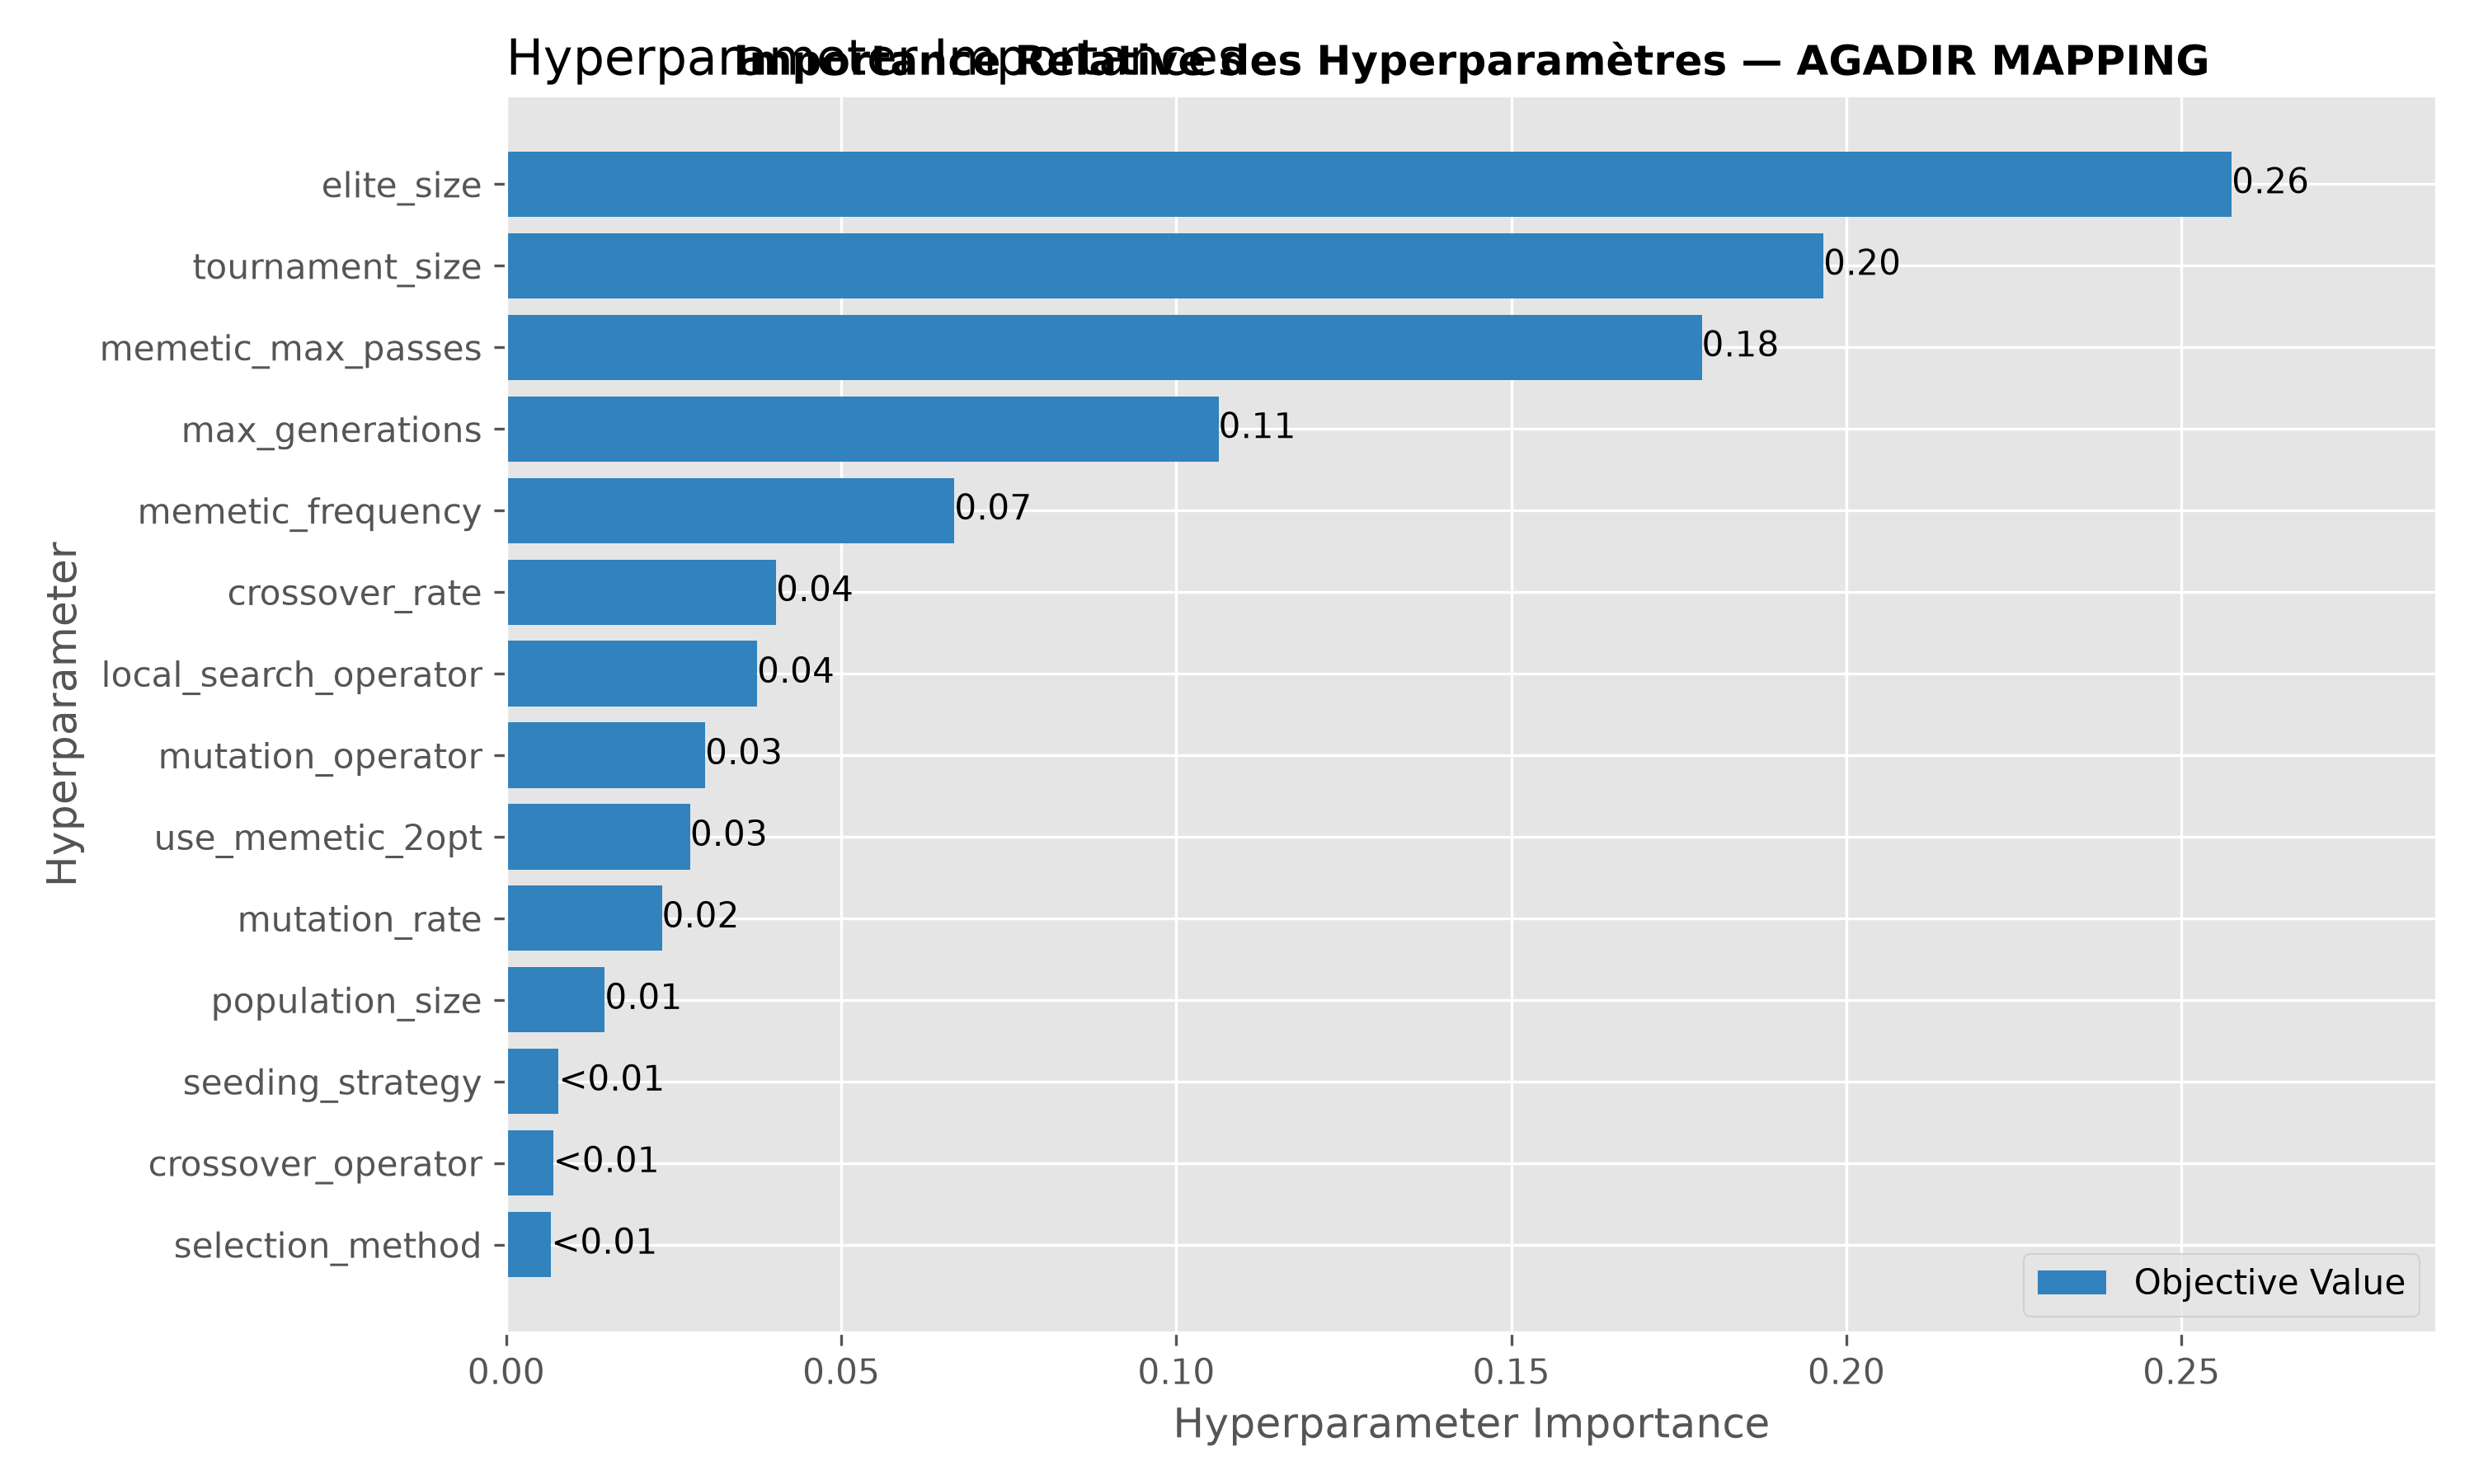 Hyperparameter Importances
Importance Relative des Hyperparamètres — AGADIR MAPPING
elite_size 0.26
tournament_size 0.20
memetic_max_passes 0.18
max_generations 0.11
memetic_frequency 0.07
crossover_rate 0.04
local_search_operator 0.04
mutation_operator 0.03
use_memetic_2opt 0.03
mutation_rate 0.02
population_size 0.01
seeding_strategy <0.01
crossover_operator <0.01
selection_method <0.01
Hyperparameter
Objective Value
0.00 0.05 0.10 0.15 0.20 0.25
Hyperparameter Importance